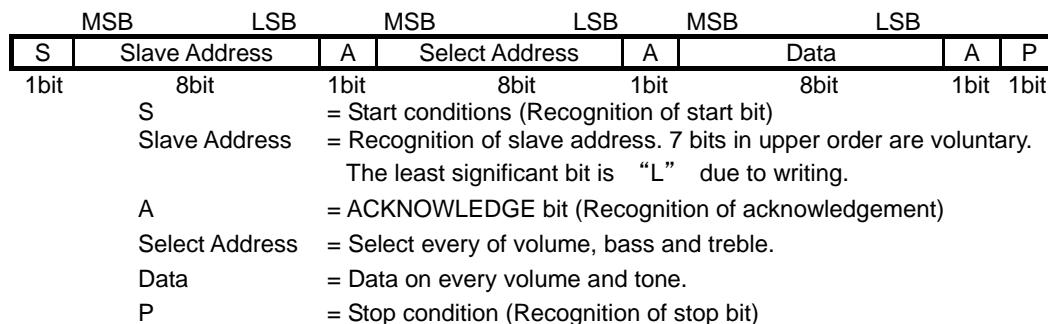 MSB LSB MSB LSB MSB LSB
S Slave Address A Select Address A Data A P
1bit 8bit 1bit 8bit 1bit 8bit 1bit 1bit
S = Start conditions (Recognition of start bit)
Slave Address = Recognition of slave address. 7 bits in upper order are voluntary.
The least significant bit is “L” due to writing.
A = ACKNOWLEDGE bit (Recognition of acknowledgement)
Select Address = Select every of volume, bass and treble.
Data = Data on every volume and tone.
P = Stop condition (Recognition of stop bit)